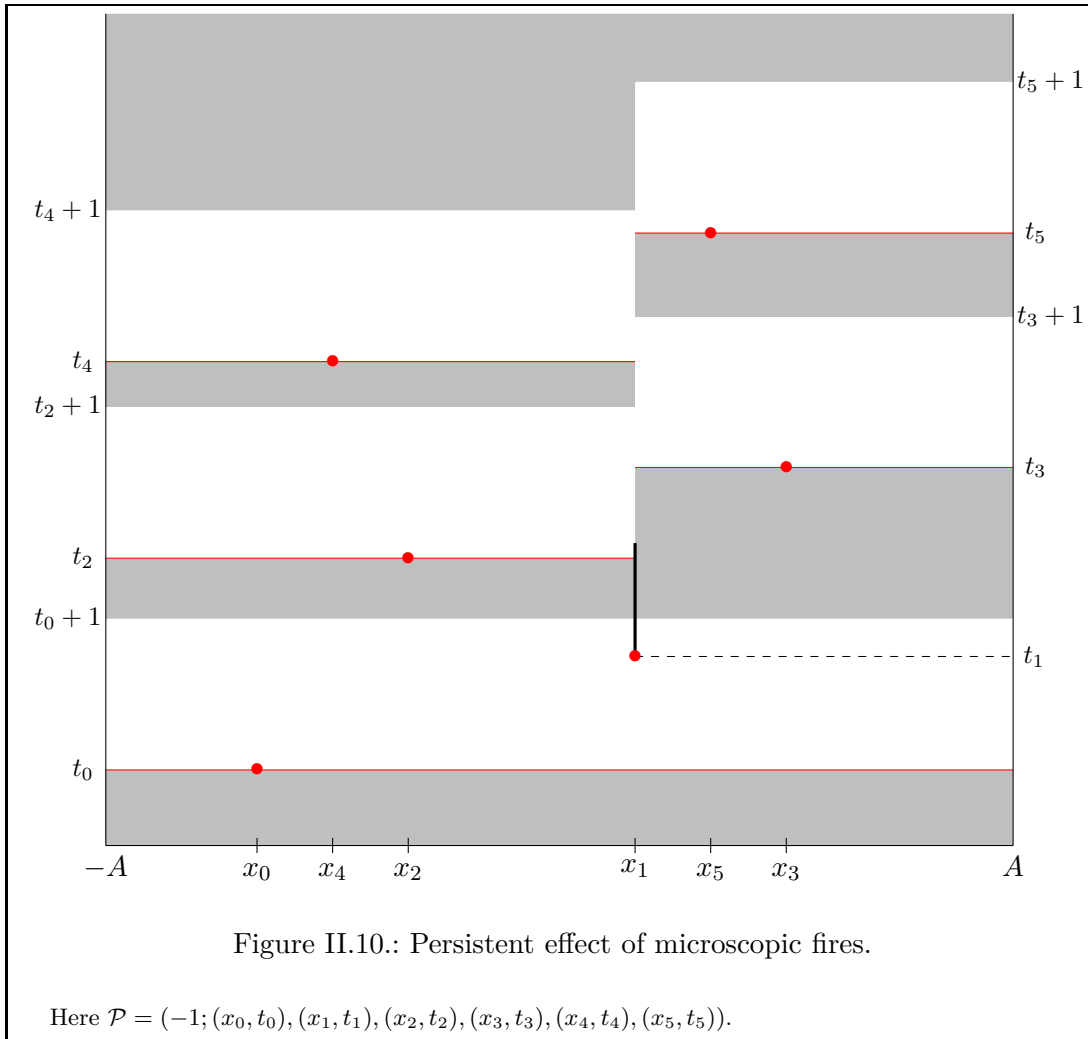 $t_5 + 1$
$t_4 + 1$
$t_5$
$t_3 + 1$
$t_4$
$t_2 + 1$
$t_3$
$t_2$
$t_0 + 1$
$t_1$
$t_0$
$-A$ $x_0$ $x_4$ $x_2$ $x_1$ $x_5$ $x_3$ $A$
Figure II.10.: Persistent effect of microscopic fires.
Here $\mathcal{P} = (-1; (x_0, t_0), (x_1, t_1), (x_2, t_2), (x_3, t_3), (x_4, t_4), (x_5, t_5))$.